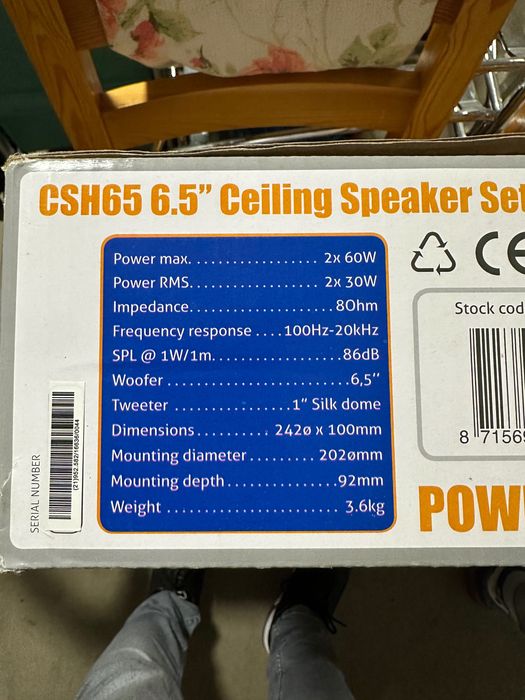 CSH65 6.5” Ceiling Speaker Set
Power max. . . . . . . . . . . . . . . . . . 2x 60W
Power RMS. . . . . . . . . . . . . . . . . . 2x 30W
Impedance. . . . . . . . . . . . . . . . . . . .8Ohm
Frequency response . . . .100Hz-20kHz
SPL @ 1W/1m. . . . . . . . . . . . . . . . .86dB
Woofer . . . . . . . . . . . . . . . . . . . . . . . .6,5’’
Tweeter . . . . . . . . . . . . . . .1” Silk dome
Dimensions. . . . . . . . . 242ø x 100mm
Mounting diameter . . . . . . . . . 202ømm
Mounting depth. . . . . . . . . . . . . .92mm
Weight . . . . . . . . . . . . . . . . . . . . . 3.6kg
SERIAL NUMBER
CE
Stock cod
8 71569
POW